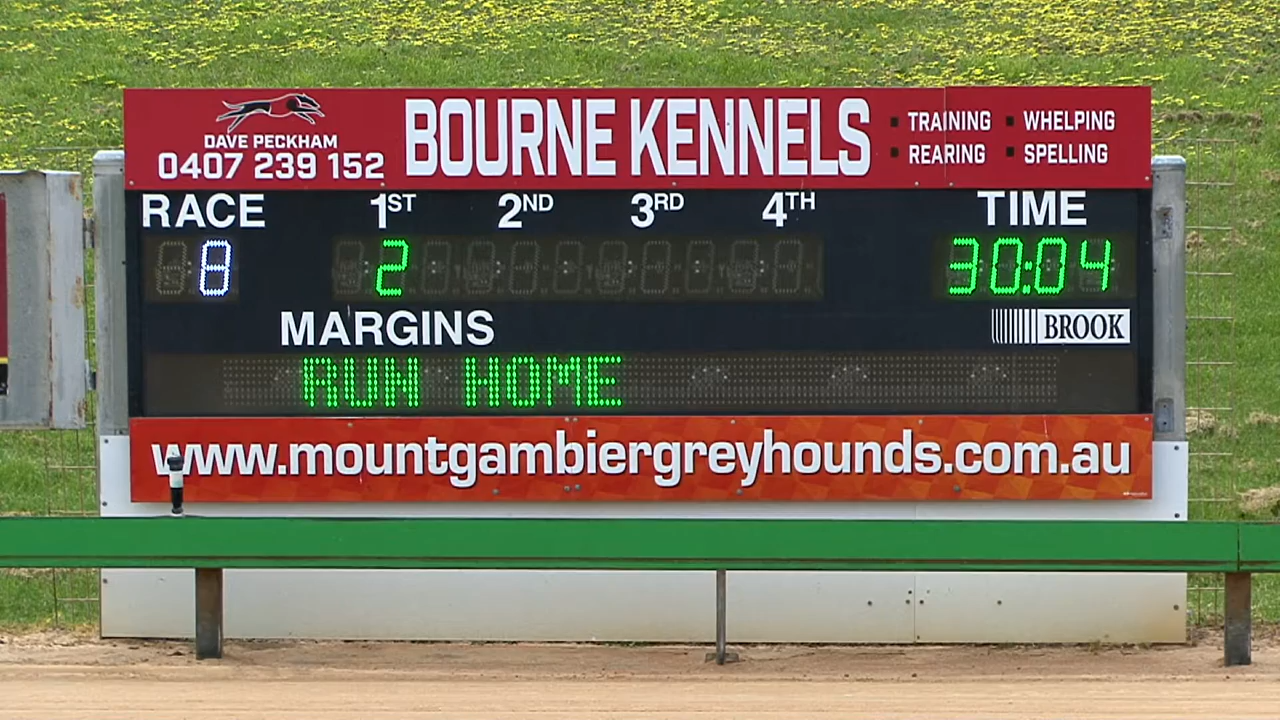 DAVE PECKHAM
0407 239 152
BOURNE KENNELS
TRAINING
WHELPING
REARING
SPELLING
RACE 1ST 2ND 3RD 4TH TIME
8 2 30:04
MARGINS
BROOK
RUN HOME
www.mountgambiergreyhounds.com.au